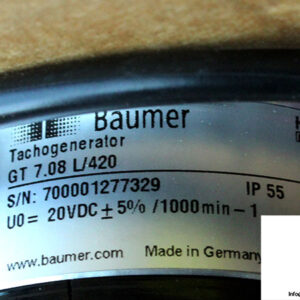 Baumer
Tachogenerator
GT 7.08 L/420
S/N: 700001277329 IP 55
U0= 20VDC ± 5% /1000min-1
www.baumer.com Made in Germany